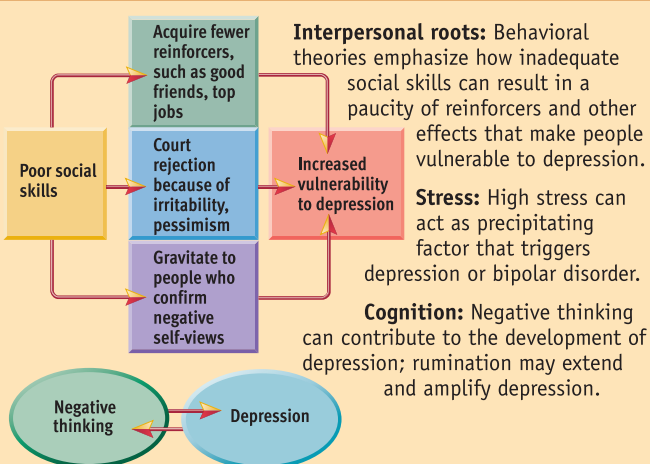 Poor social
skills
Acquire fewer
reinforcers,
such as good
friends, top
jobs
Court
rejection
because of
irritability,
pessimism
Gravitate to
people who
confirm
negative
self-views
Increased
vulnerability
to depression
Interpersonal roots: Behavioral
theories emphasize how inadequate
social skills can result in a
paucity of reinforcers and other
effects that make people
vulnerable to depression.
Stress: High stress can
act as precipitating
factor that triggers
depression or bipolar disorder.
Cognition: Negative thinking
can contribute to the development of
depression; rumination may extend
and amplify depression.
Negative
thinking
Depression